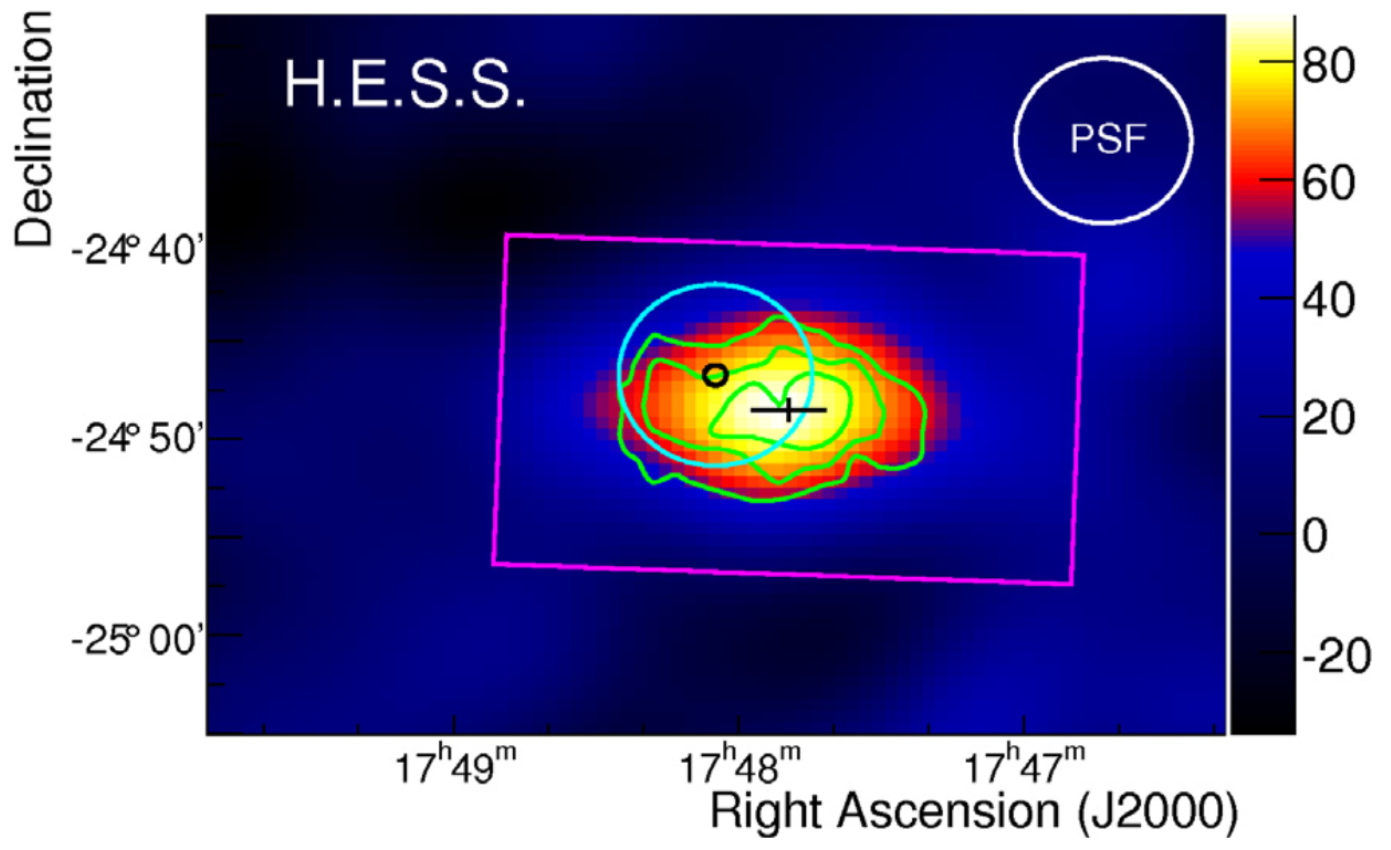 Declination
H.E.S.S.
PSF
80
60
40
20
0
-20
-24° 40'
-24° 50'
-25° 00'
17ʰ49ᵐ
17ʰ48ᵐ
17ʰ47ᵐ
Right Ascension (J2000)